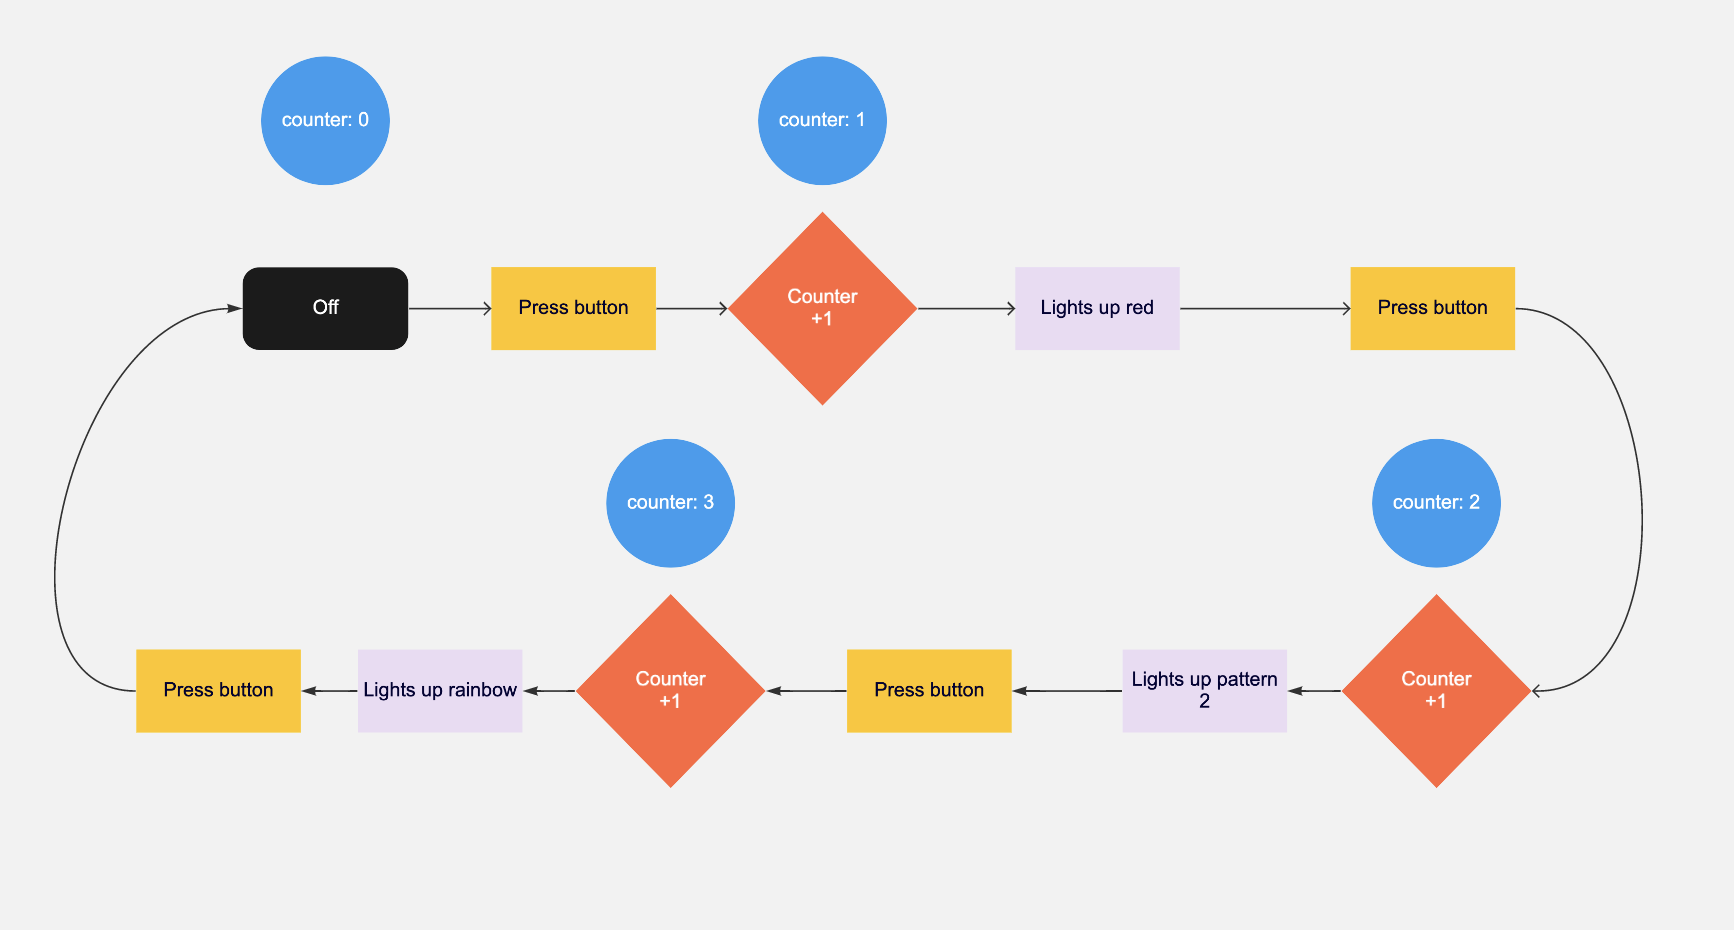 counter: 0
counter: 1
Off
Press button
Counter
+1
Lights up red
Press button
counter: 3
counter: 2
Press button
Lights up rainbow
Counter
+1
Press button
Lights up pattern
2
Counter
+1